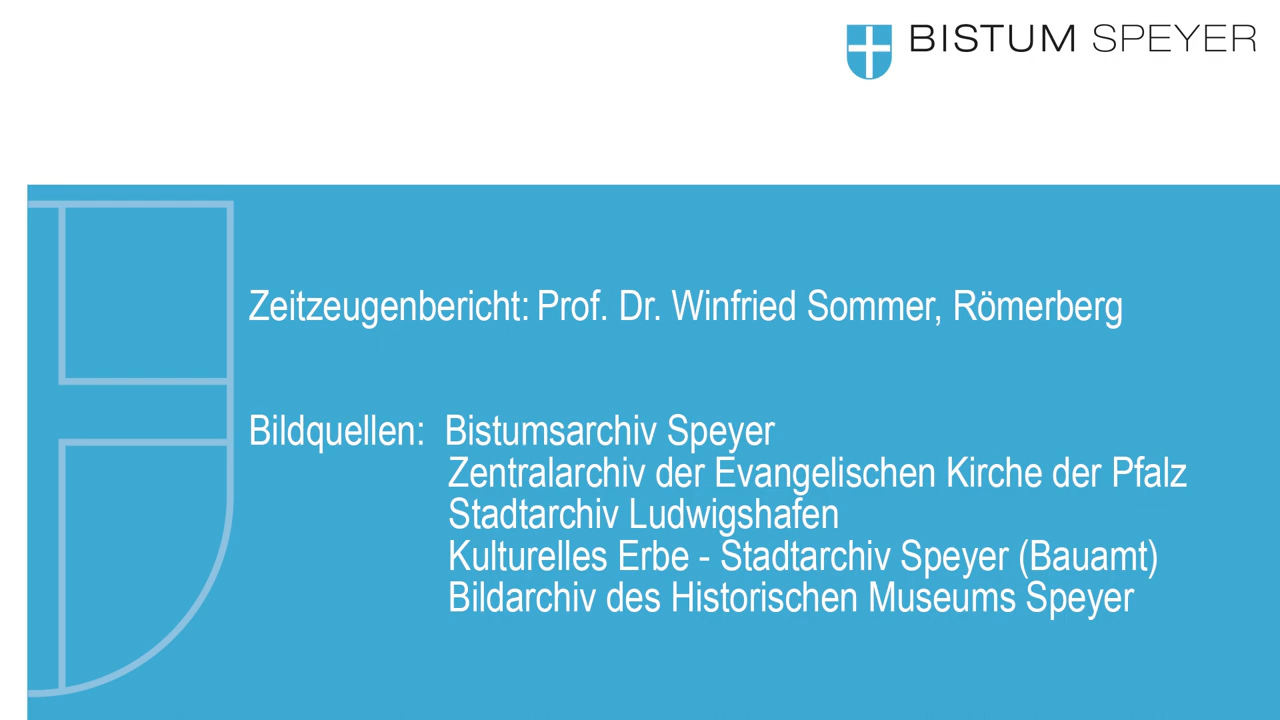 BISTUM SPEYER
Zeitzeugenbericht: Prof. Dr. Winfried Sommer, Römerberg
Bildquellen: Bistumsarchiv Speyer
Zentralarchiv der Evangelischen Kirche der Pfalz
Stadtarchiv Ludwigshafen
Kulturelles Erbe - Stadtarchiv Speyer (Bauamt)
Bildarchiv des Historischen Museums Speyer